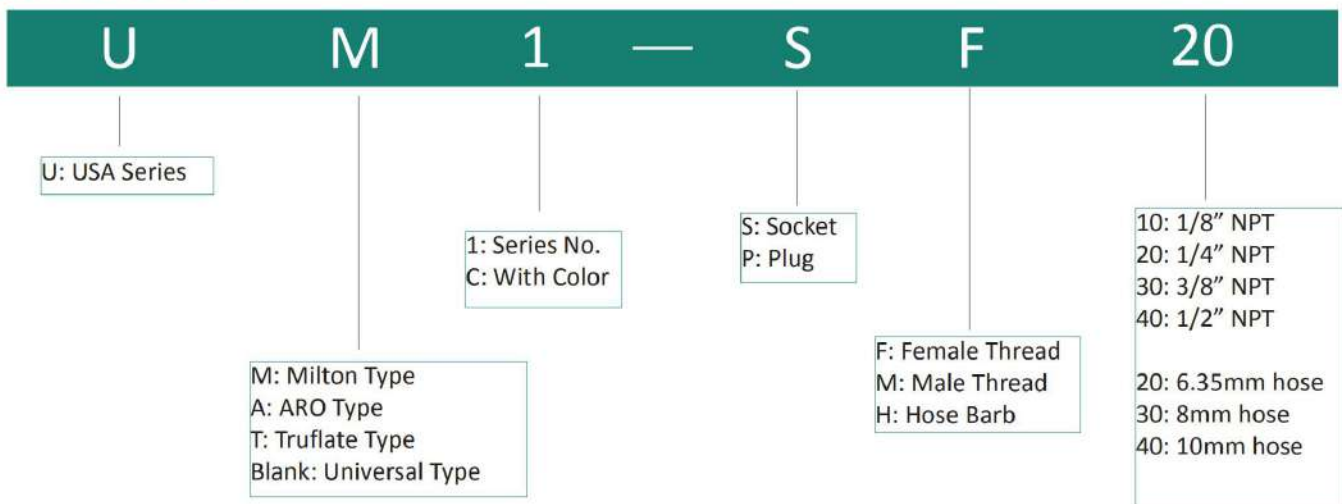 U M 1 — S F 20
U: USA Series
M: Milton Type
A: ARO Type
T: Truflate Type
Blank: Universal Type
1: Series No.
C: With Color
S: Socket
P: Plug
F: Female Thread
M: Male Thread
H: Hose Barb
10: 1/8” NPT
20: 1/4” NPT
30: 3/8” NPT
40: 1/2” NPT
20: 6.35mm hose
30: 8mm hose
40: 10mm hose